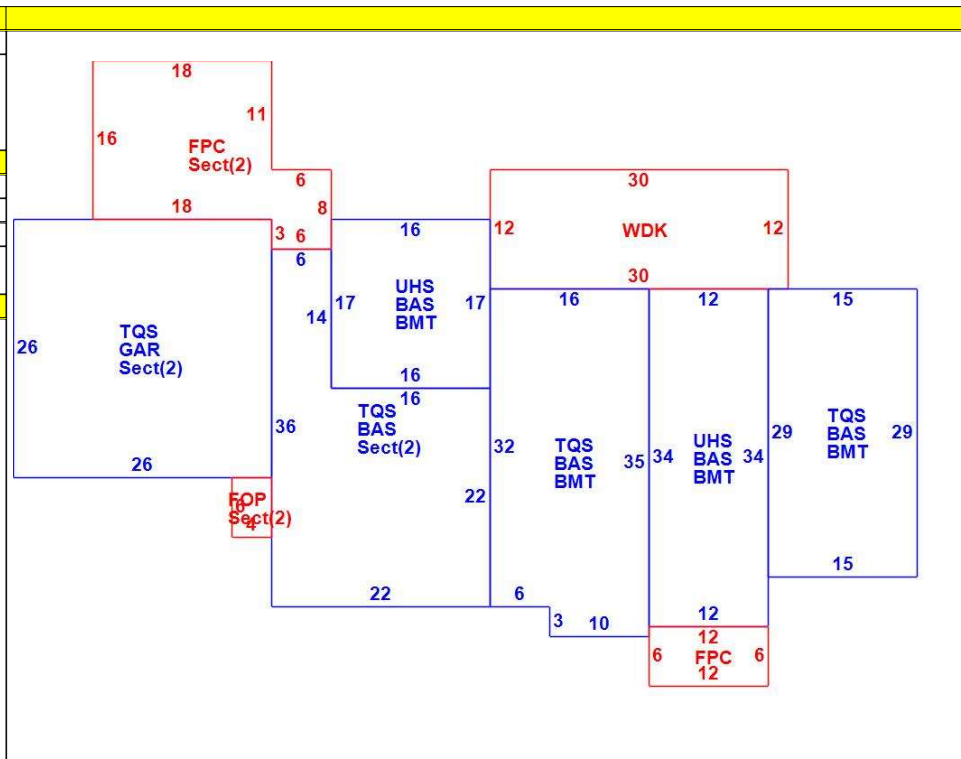 18
11
16
FPC
Sect(2)
6
18
8
3
6
6
14
16
17
17
UHS
BAS
BMT
16
16
30
12
WDK
12
30
26
TQS
GAR
Sect(2)
26
36
TQS
BAS
Sect(2)
22
22
FOP
Sect(2)
6
4
16
32
TQS
BAS
BMT
35
6
3
10
12
34
UHS
BAS
BMT
34
12
15
29
TQS
BAS
BMT
29
15
12
6
FPC
6
12